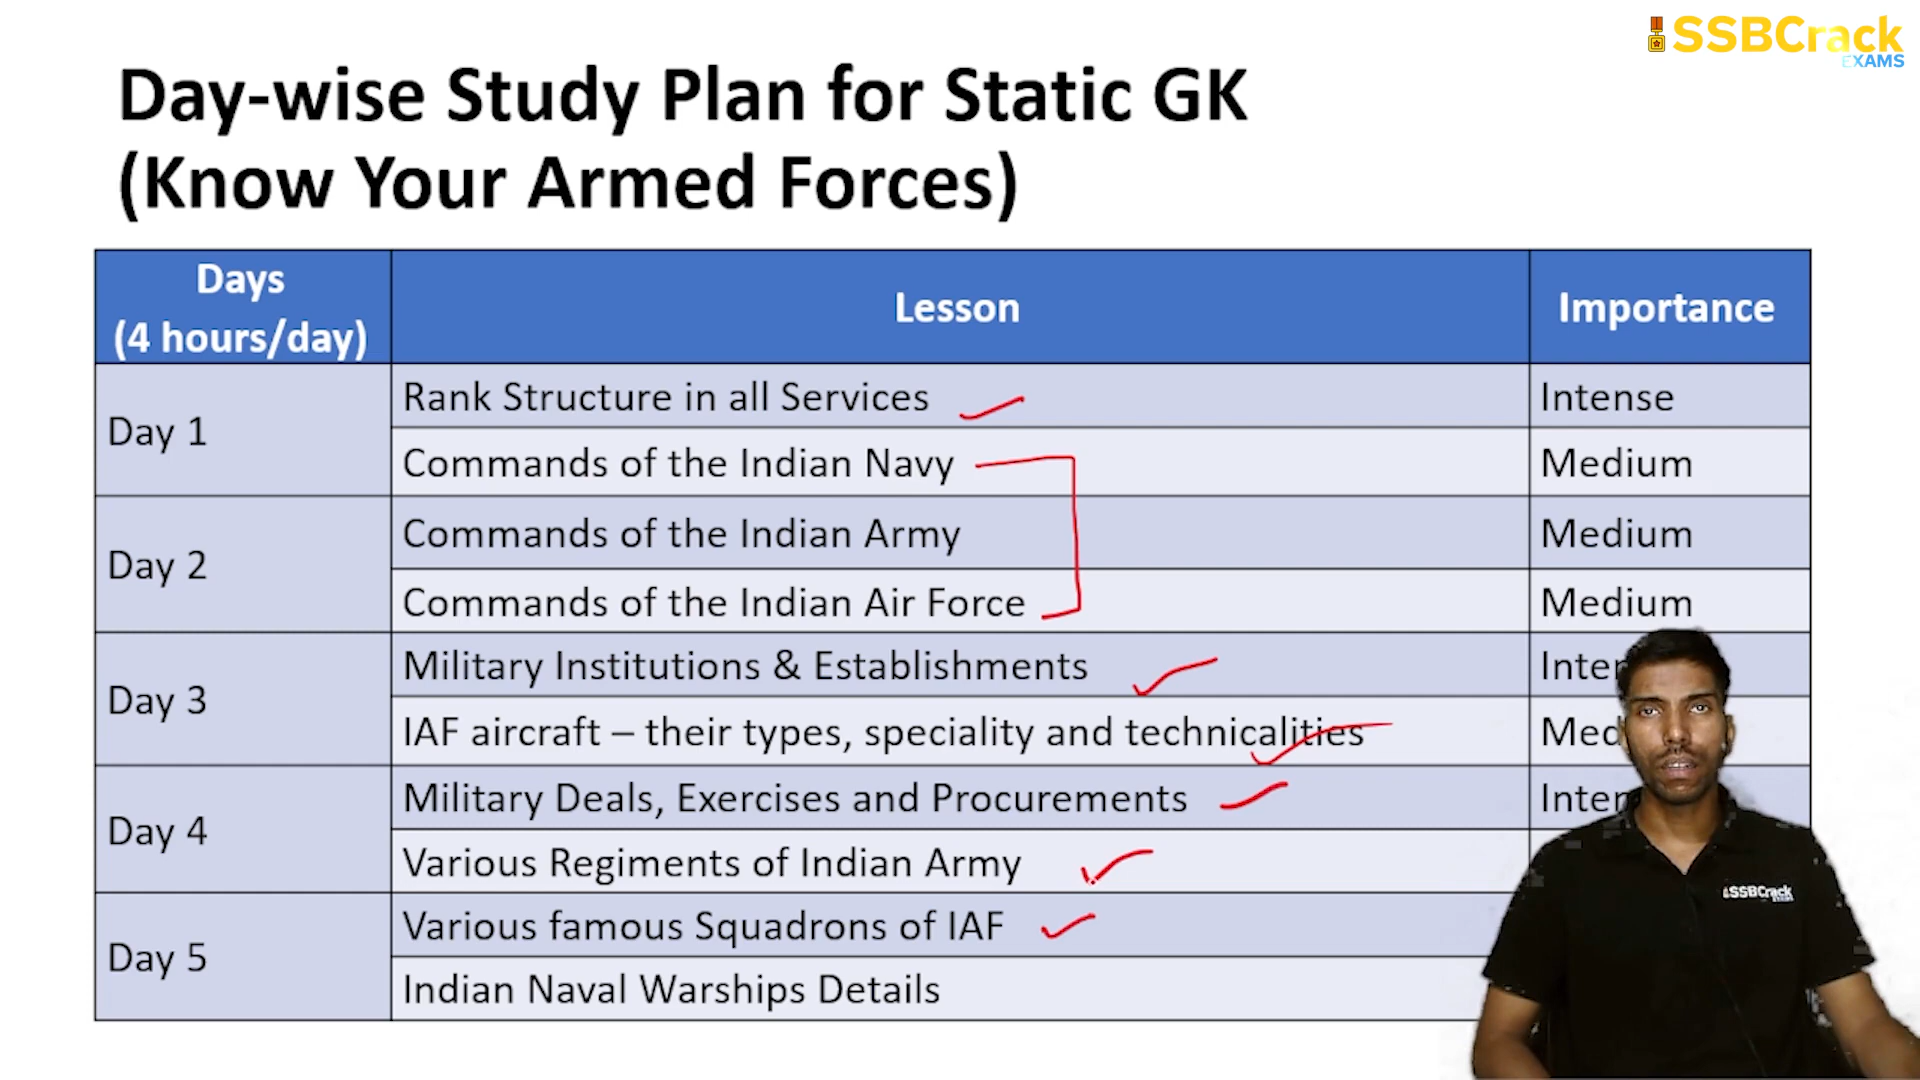 SSBCrack
EXAMS
Day-wise Study Plan for Static GK
(Know Your Armed Forces)
Days
(4 hours/day)
Lesson
Importance
Day 1
Rank Structure in all Services
Intense
Commands of the Indian Navy
Medium
Day 2
Commands of the Indian Army
Medium
Commands of the Indian Air Force
Medium
Day 3
Military Institutions & Establishments
IAF aircraft – their types, speciality and technicalities
Day 4
Military Deals, Exercises and Procurements
Various Regiments of Indian Army
Day 5
Various famous Squadrons of IAF
Indian Naval Warships Details
SSBCrack